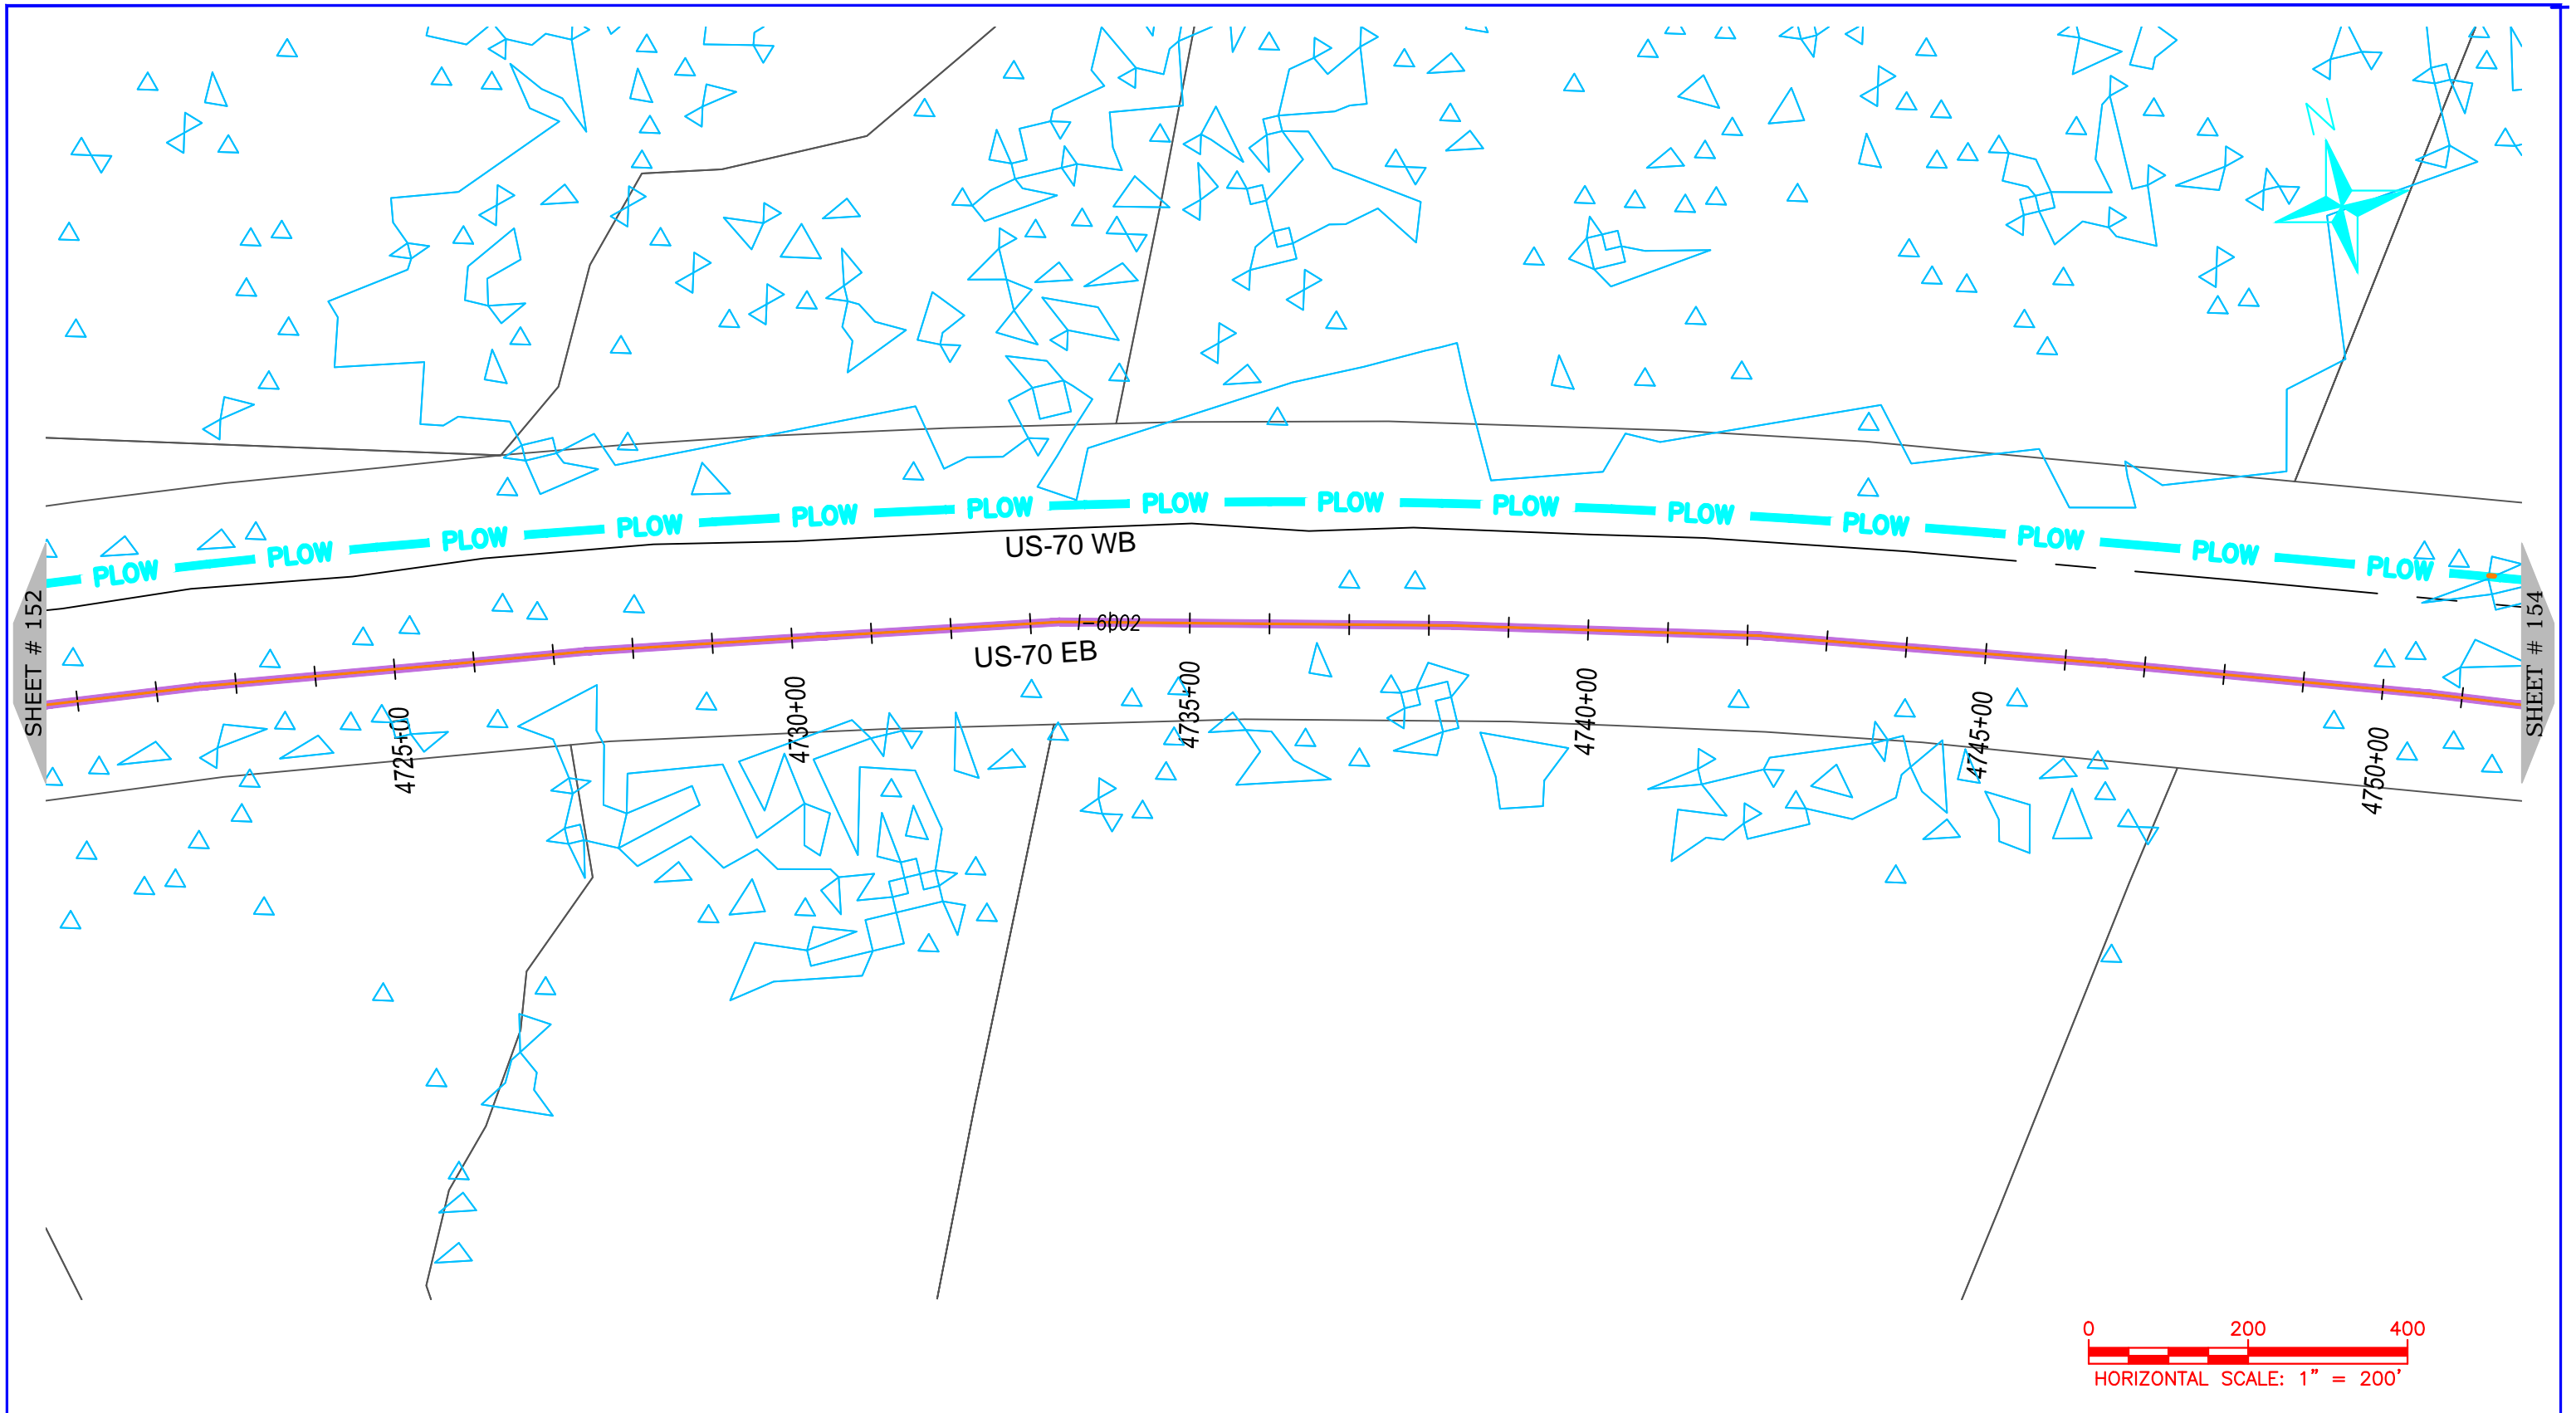 N
PLOW PLOW PLOW PLOW PLOW PLOW PLOW PLOW PLOW PLOW PLOW PLOW PLOW PLOW
US-70 WB
SHEET # 152
SHEET # 154
I-6002
US-70 EB
4725+00
4730+00
4735+00
4740+00
4745+00
4750+00
0 200 400
HORIZONTAL SCALE: 1" = 200'